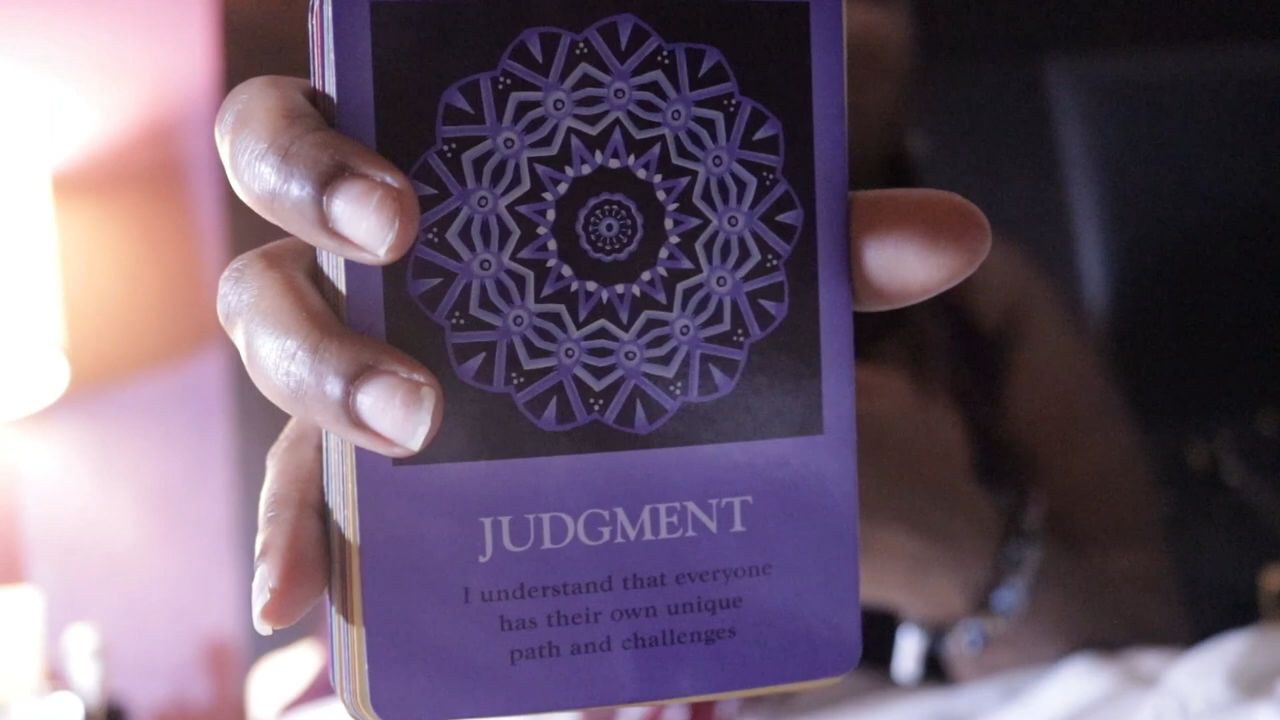 JUDGMENT
I understand that everyone
has their own unique
path and challenges